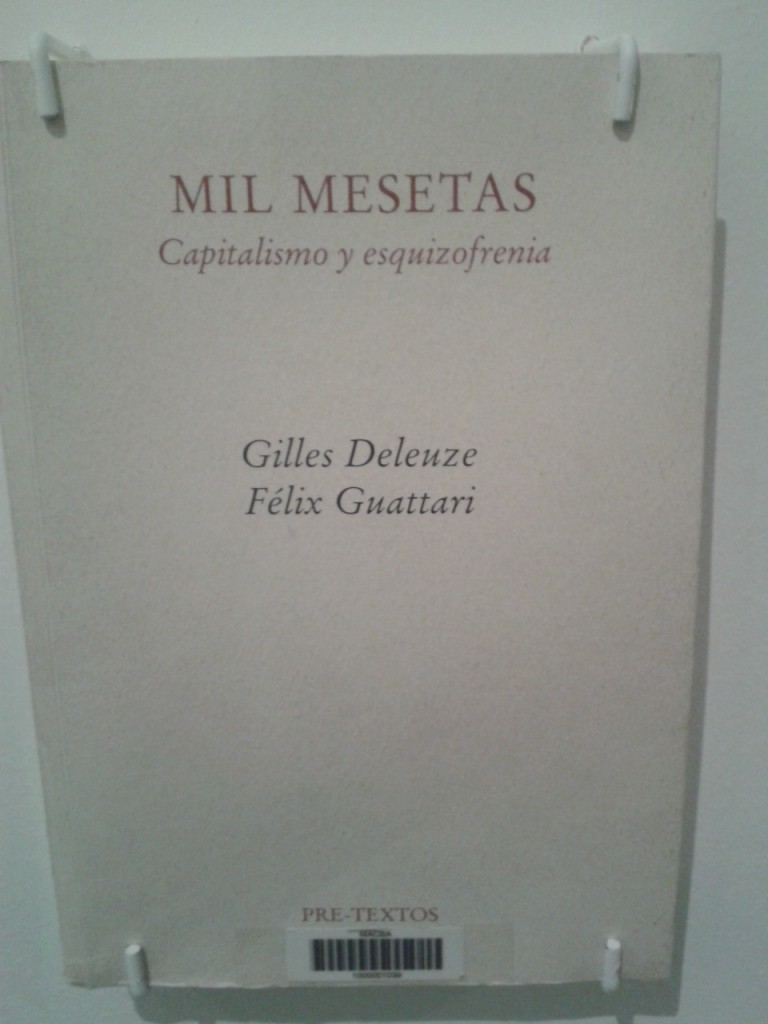 MIL MESETAS
Capitalismo y esquizofrenia
Gilles Deleuze
Félix Guattari
PRE-TEXTOS